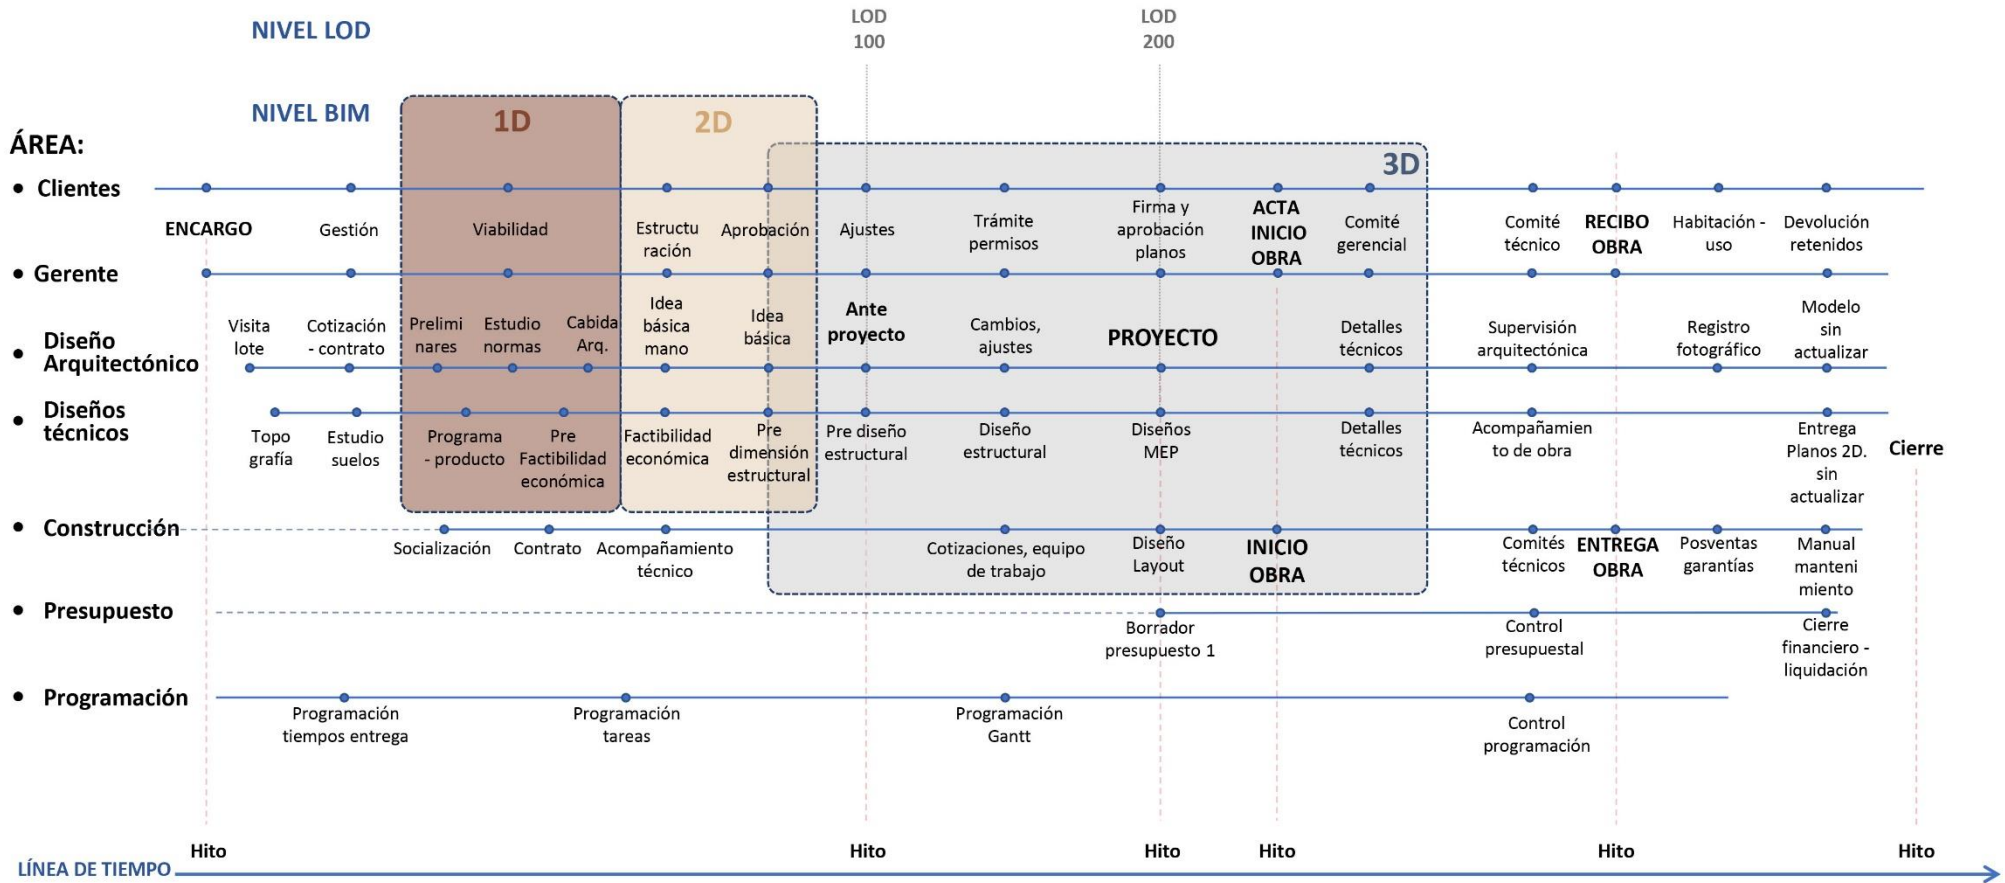 NIVEL LOD
LOD
100
LOD
200
NIVEL BIM
1D
2D
3D
ÁREA:
• Clientes
ENCARGO
Gestión
Viabilidad
Estructu
ración
Aprobación
Ajustes
Trámite
permisos
Firma y
aprobación
planos
ACTA
INICIO
OBRA
Comité
gerencial
Comité
técnico
RECIBO
OBRA
Habitación -
uso
Devolución
retenidos
• Gerente
• Diseño
Arquitectónico
Visita
lote
Cotización
- contrato
Prelimi
nares
Estudio
normas
Cabida
Arq.
Idea
básica
mano
Idea
básica
Ante
proyecto
Cambios,
ajustes
PROYECTO
Detalles
técnicos
Supervisión
arquitectónica
Registro
fotográfico
Modelo
sin
actualizar
• Diseños
técnicos
Topo
grafía
Estudio
suelos
Programa
- producto
Pre
Factibilidad
económica
Factibilidad
económica
Pre
dimensión
estructural
Pre diseño
estructural
Diseño
estructural
Diseños
MEP
Detalles
técnicos
Acompañamien
to de obra
Entrega
Planos 2D.
sin
actualizar
Cierre
• Construcción
Socialización
Contrato
Acompañamiento
técnico
Cotizaciones, equipo
de trabajo
Diseño
Layout
INICIO
OBRA
Comités
técnicos
ENTREGA
OBRA
Posventas
garantías
Manual
manteni
miento
• Presupuesto
Borrador
presupuesto 1
Control
presupuestal
Cierre
financiero -
liquidación
• Programación
Programación
tiempos entrega
Programación
tareas
Programación
Gantt
Control
programación
Hito
Hito
Hito
Hito
Hito
Hito
LÍNEA DE TIEMPO